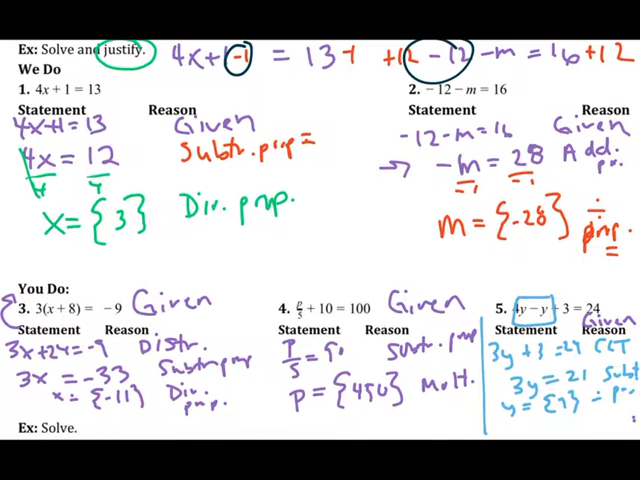 Ex: Solve and justify.
4x+1-1 = 13-1
+12 -12 -m = 16 +12
We Do
1. 4x + 1 = 13
Statement Reason
4x+1=13 Given
4x = 12 Subtr. prop =
4 4
x = {3} Div. prop.
2. −12 − m = 16
Statement Reason
-12-m=16 Given
-m = 28 Add. pr.
-1 -1
m = {-28} ÷ prop. =
You Do:
3. 3(x + 8) = −9 Given
Statement Reason
3x+24=-9 Distr.
3x = -33 Subtr prop
x = {-11} Div. prop.
4. p/5 + 10 = 100 Given
Statement Reason
p/5 = 90 Subtr. prop
p = {450} Mult.
5. 4y − y + 3 = 24 Given
Statement Reason
3y+3=24 CLT
3y = 21 Subt
y = {7} ÷ pr
Ex: Solve.